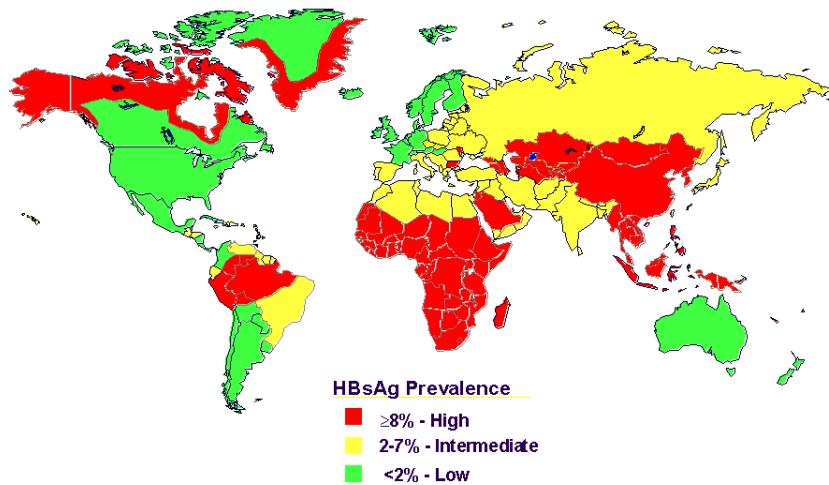 HBsAg Prevalence
≥8% - High
2-7% - Intermediate
<2% - Low